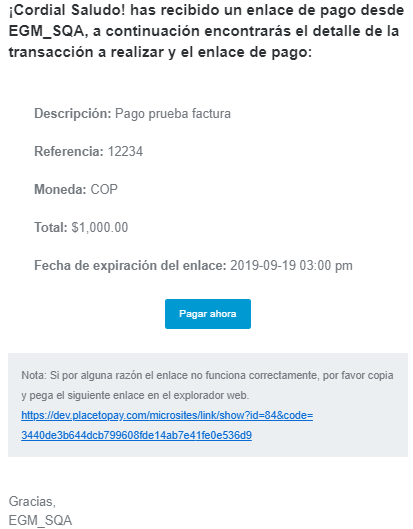 ¡Cordial Saludo! has recibido un enlace de pago desde
EGM_SQA, a continuación encontrarás el detalle de la
transacción a realizar y el enlace de pago:
Descripción: Pago prueba factura
Referencia: 12234
Moneda: COP
Total: $1,000.00
Fecha de expiración del enlace: 2019-09-19 03:00 pm
Pagar ahora
Nota: Si por alguna razón el enlace no funciona correctamente, por favor copia
y pega el siguiente enlace en el explorador web.
https://dev.placetopay.com/microsites/link/show?id=84&code=
3440de3b644dcb799608fde14ab7e41fe0e536d9
Gracias,
EGM_SQA